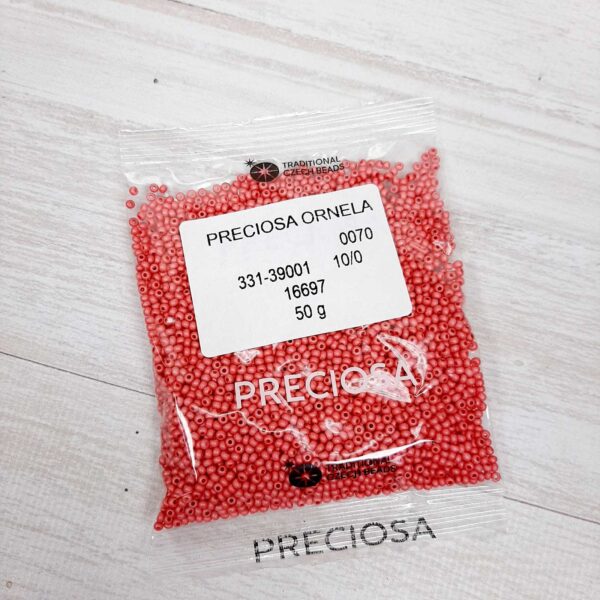 TRADITIONAL
CZECH BEADS
PRECIOSA ORNELA
0070
331-39001 10/0
16697
50 g
PRECIOSA
TRADITIONAL
CZECH BEADS
PRECIOSA